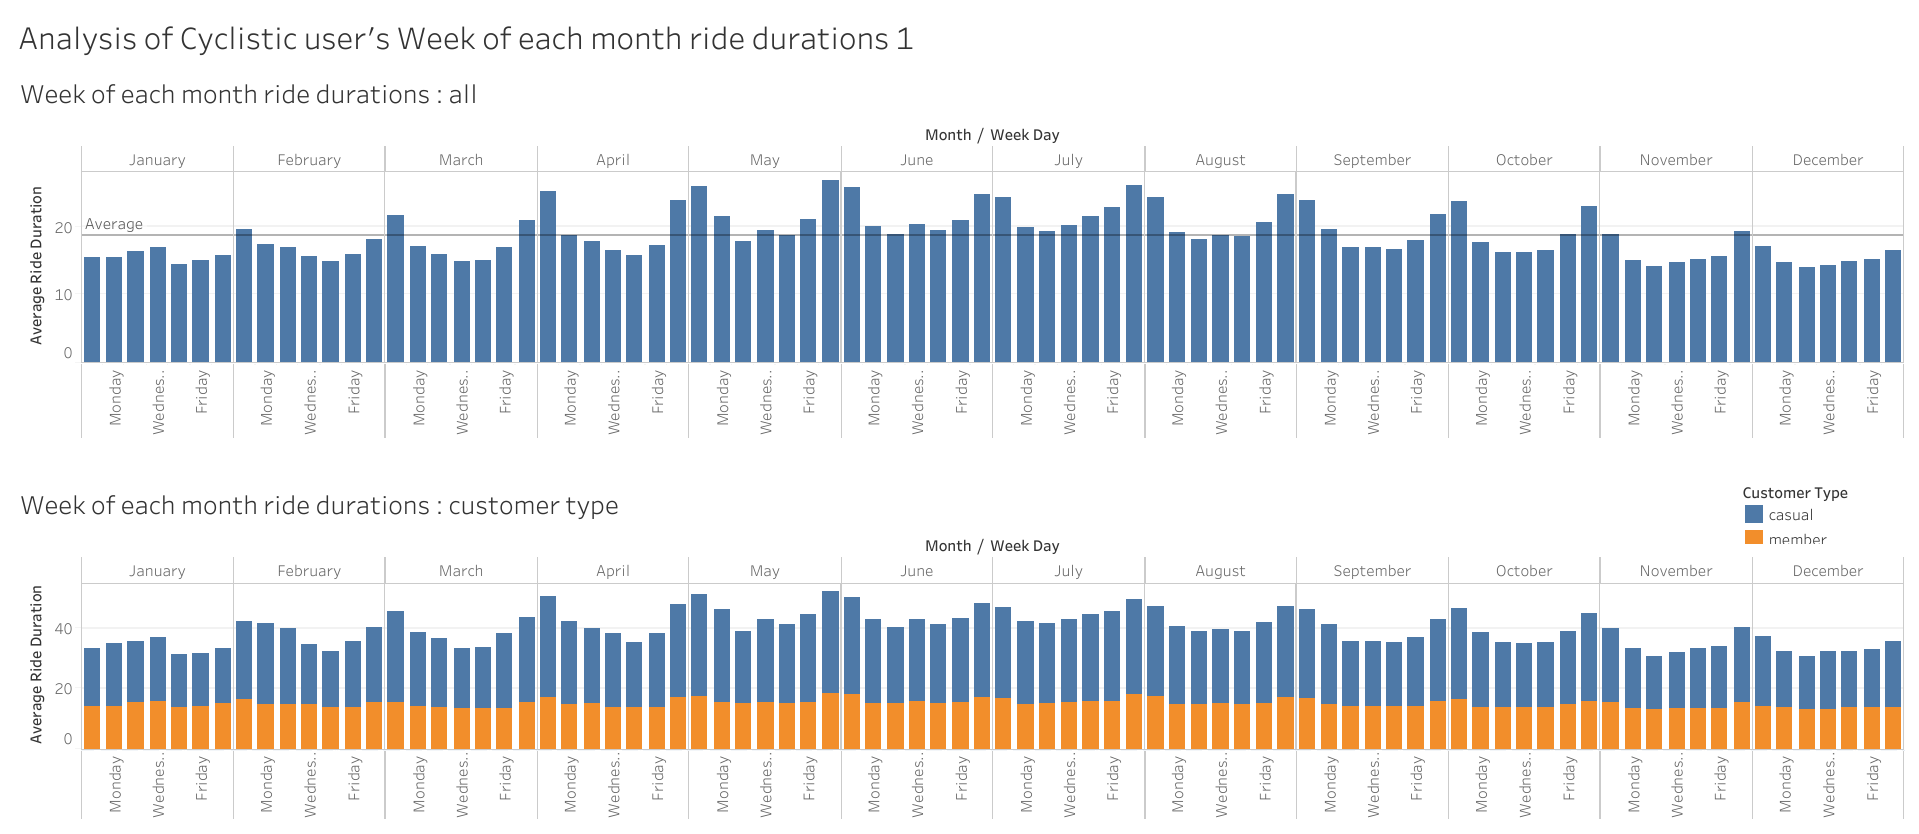 Analysis of Cyclistic user's Week of each month ride durations 1
Week of each month ride durations : all
Month / Week Day
January February March April May June July August September October November December
Average Ride Duration
Average
20
10
0
Monday Wednes.. Friday Monday Wednes.. Friday Monday Wednes.. Friday Monday Wednes.. Friday Monday Wednes.. Friday Monday Wednes.. Friday Monday Wednes.. Friday Monday Wednes.. Friday Monday Wednes.. Friday Monday Wednes.. Friday Monday Wednes.. Friday Monday Wednes.. Friday
Week of each month ride durations : customer type
Customer Type
casual
member
Month / Week Day
January February March April May June July August September October November December
Average Ride Duration
40
20
0
Monday Wednes.. Friday Monday Wednes.. Friday Monday Wednes.. Friday Monday Wednes.. Friday Monday Wednes.. Friday Monday Wednes.. Friday Monday Wednes.. Friday Monday Wednes.. Friday Monday Wednes.. Friday Monday Wednes.. Friday Monday Wednes.. Friday Monday Wednes.. Friday